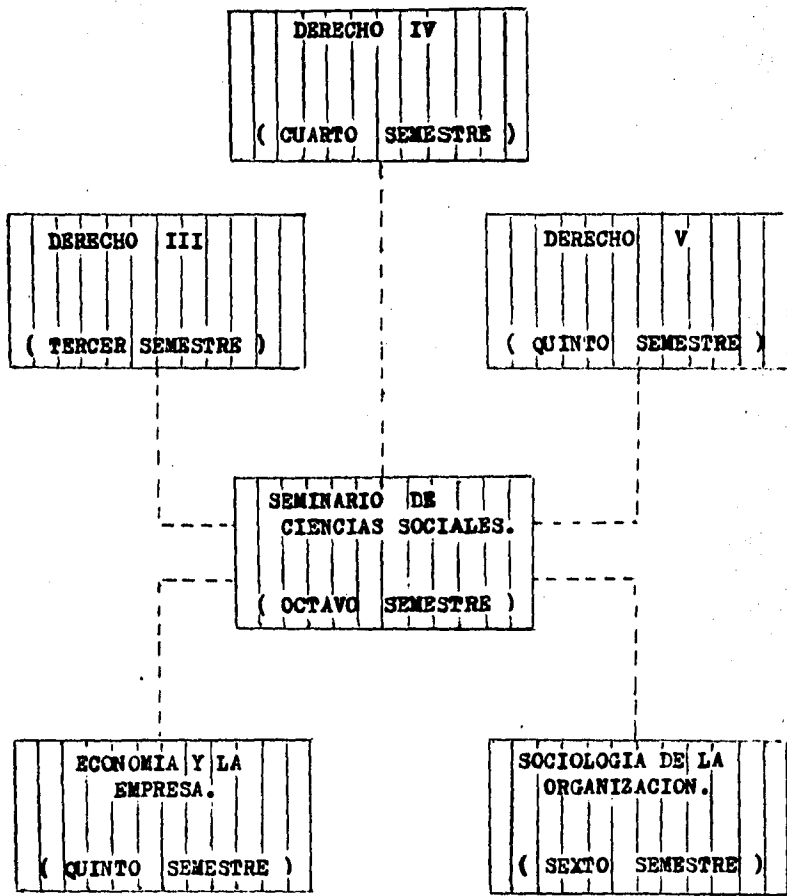 DERECHO IV
( CUARTO SEMESTRE )
DERECHO III
( TERCER SEMESTRE )
DERECHO V
( QUINTO SEMESTRE )
SEMINARIO DE
CIENCIAS SOCIALES.
( OCTAVO SEMESTRE )
ECONOMIA Y LA
EMPRESA.
( QUINTO SEMESTRE )
SOCIOLOGIA DE LA
ORGANIZACION.
( SEXTO SEMESTRE )